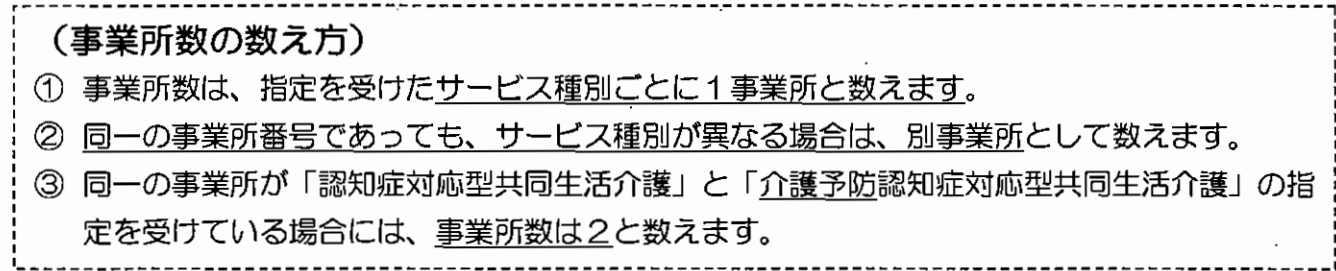 （事業所数の数え方）
① 事業所数は、指定を受けたサービス種別ごとに１事業所と数えます。
② 同一の事業所番号であっても、サービス種別が異なる場合は、別事業所として数えます。
③ 同一の事業所が「認知症対応型共同生活介護」と「介護予防認知症対応型共同生活介護」の指
定を受けている場合には、事業所数は２と数えます。